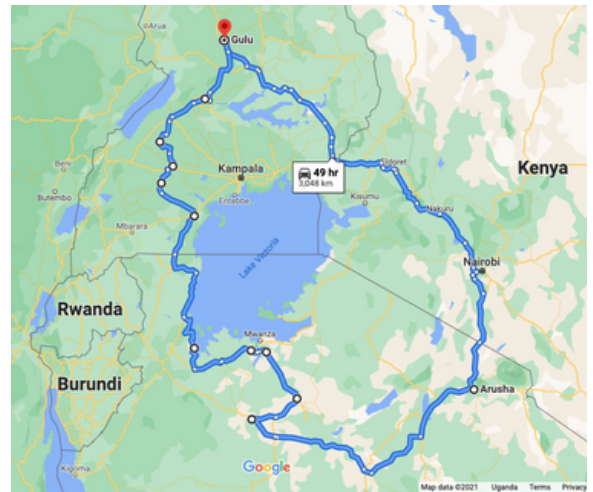 Arua
Gulu
Beni
Butembo
Kampala
Entebbe
49 hr
3,048 km
Eldoret
Kisumu
Kenya
Nakuru
Mbarara
Lake Victoria
Nairobi
Rwanda
Mwanza
Burundi
Arusha
Kigoma
Google
Map data ©2021 Uganda Terms Privacy